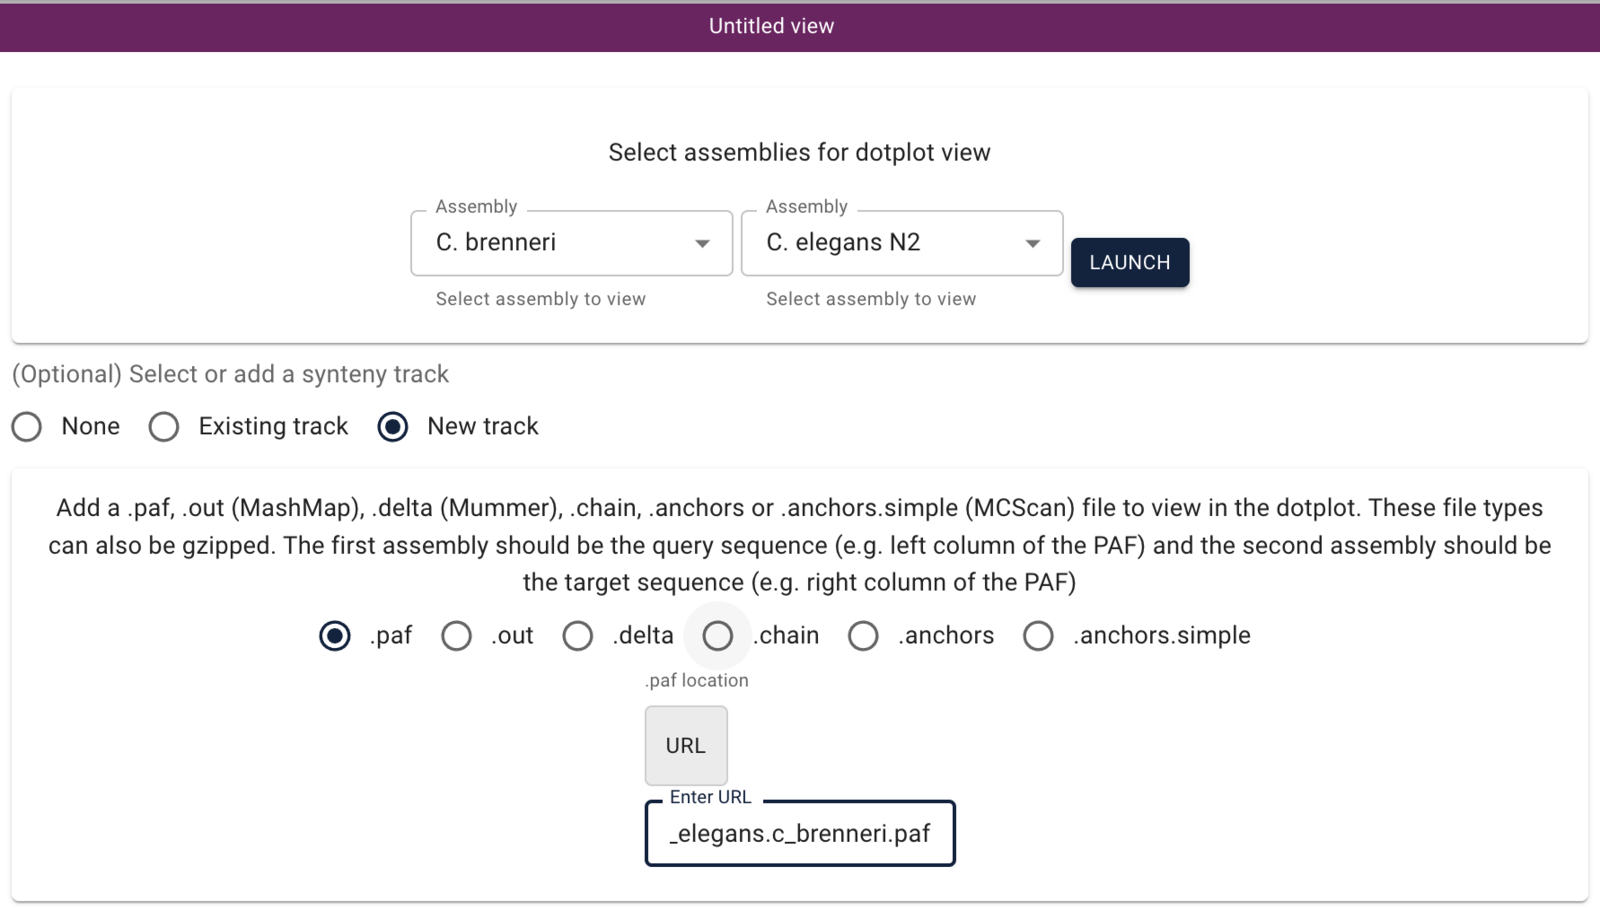 Untitled view
Select assemblies for dotplot view
Assembly
C. brenneri
Select assembly to view
Assembly
C. elegans N2
Select assembly to view
LAUNCH
(Optional) Select or add a synteny track
None Existing track New track
Add a .paf, .out (MashMap), .delta (Mummer), .chain, .anchors or .anchors.simple (MCScan) file to view in the dotplot. These file types
can also be gzipped. The first assembly should be the query sequence (e.g. left column of the PAF) and the second assembly should be
the target sequence (e.g. right column of the PAF)
.paf .out .delta .chain .anchors .anchors.simple
.paf location
URL
Enter URL
_elegans.c_brenneri.paf